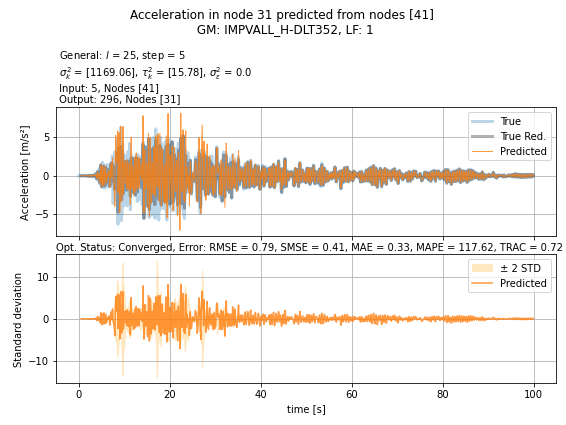 Acceleration in node 31 predicted from nodes [41]
GM: IMPVALL_H-DLT352, LF: 1
General: l = 25, step = 5
σ²ₖ = [1169.06], τ²ₖ = [15.78], σ²ε = 0.0
Input: 5, Nodes [41]
Output: 296, Nodes [31]
Acceleration [m/s²]
5
0
−5
True
True Red.
Predicted
Opt. Status: Converged, Error: RMSE = 0.79, SMSE = 0.41, MAE = 0.33, MAPE = 117.62, TRAC = 0.72
Standard deviation
10
0
−10
± 2 STD
Predicted
0 20 40 60 80 100
time [s]